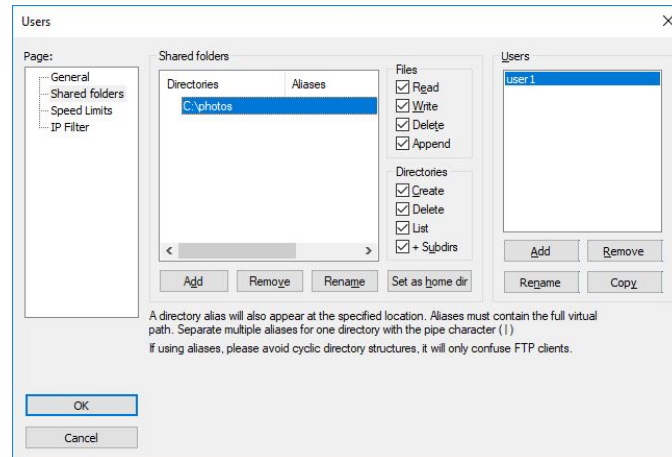 Users
Page:
General
Shared folders
Speed Limits
IP Filter
Shared folders
Directories Aliases
C:\photos
Files
Read
Write
Delete
Append
Directories
Create
Delete
List
+ Subdirs
Add Remove Rename Set as home dir
Users
user1
Add Remove
Rename Copy
A directory alias will also appear at the specified location. Aliases must contain the full virtual
path. Separate multiple aliases for one directory with the pipe character ( | )
If using aliases, please avoid cyclic directory structures, it will only confuse FTP clients.
OK
Cancel